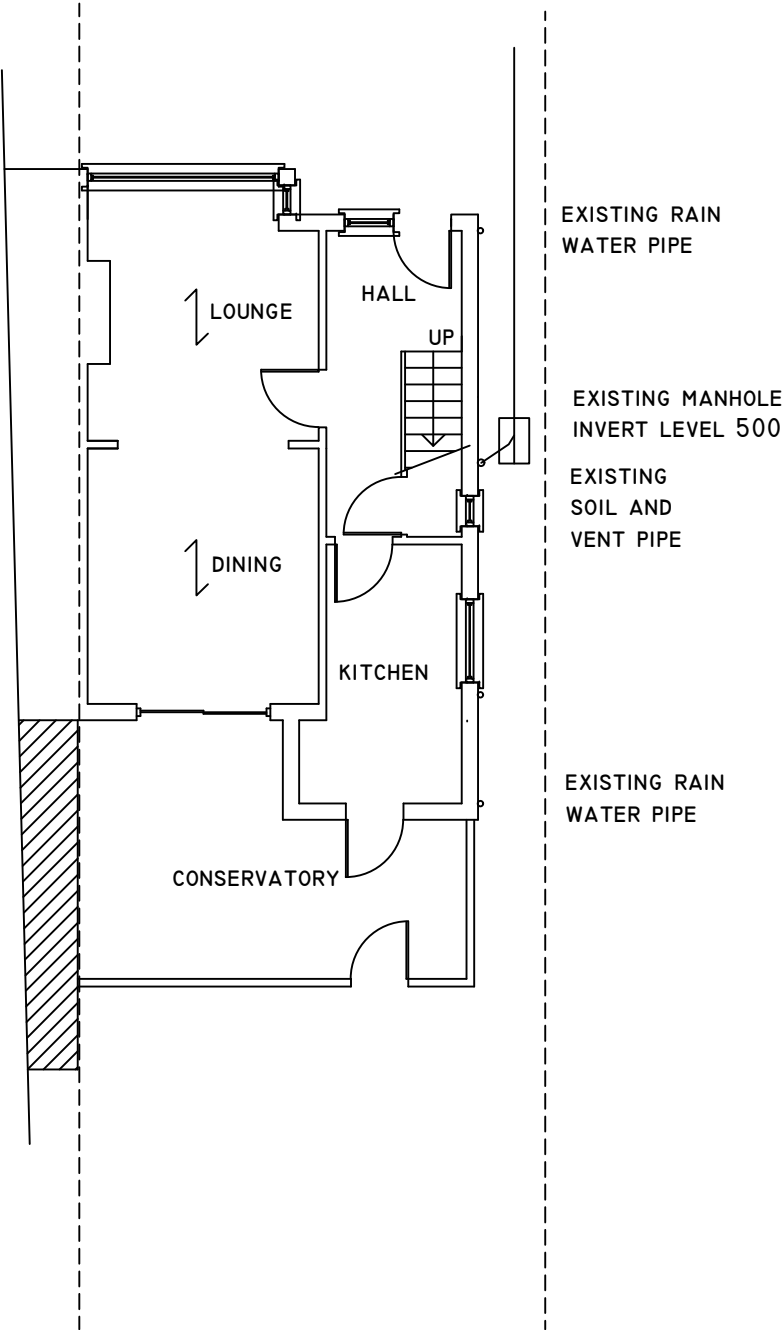 EXISTING RAIN
WATER PIPE
HALL
LOUNGE
UP
EXISTING MANHOLE
INVERT LEVEL 500
EXISTING
SOIL AND
VENT PIPE
DINING
KITCHEN
EXISTING RAIN
WATER PIPE
CONSERVATORY